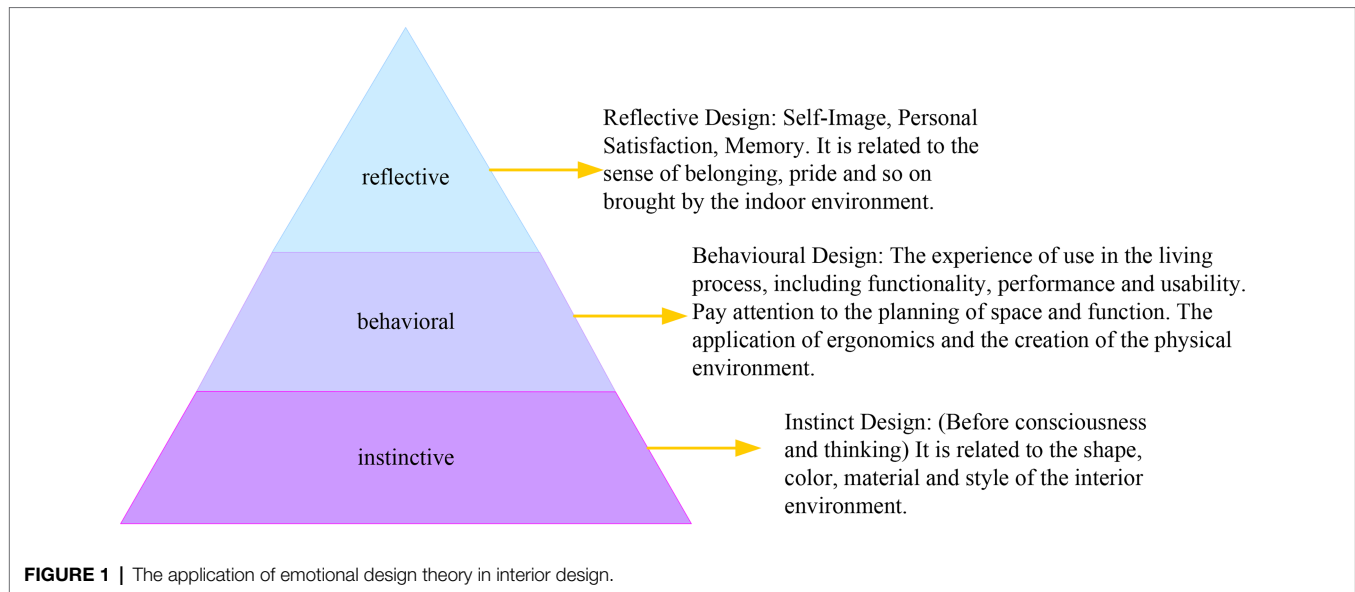 reflective
Reflective Design: Self-Image, Personal
Satisfaction, Memory. It is related to the
sense of belonging, pride and so on
brought by the indoor environment.
behavioral
Behavioural Design: The experience of use in the living
process, including functionality, performance and usability.
Pay attention to the planning of space and function. The
application of ergonomics and the creation of the physical
environment.
instinctive
Instinct Design: (Before consciousness
and thinking) It is related to the shape,
color, material and style of the interior
environment.
FIGURE 1 | The application of emotional design theory in interior design.